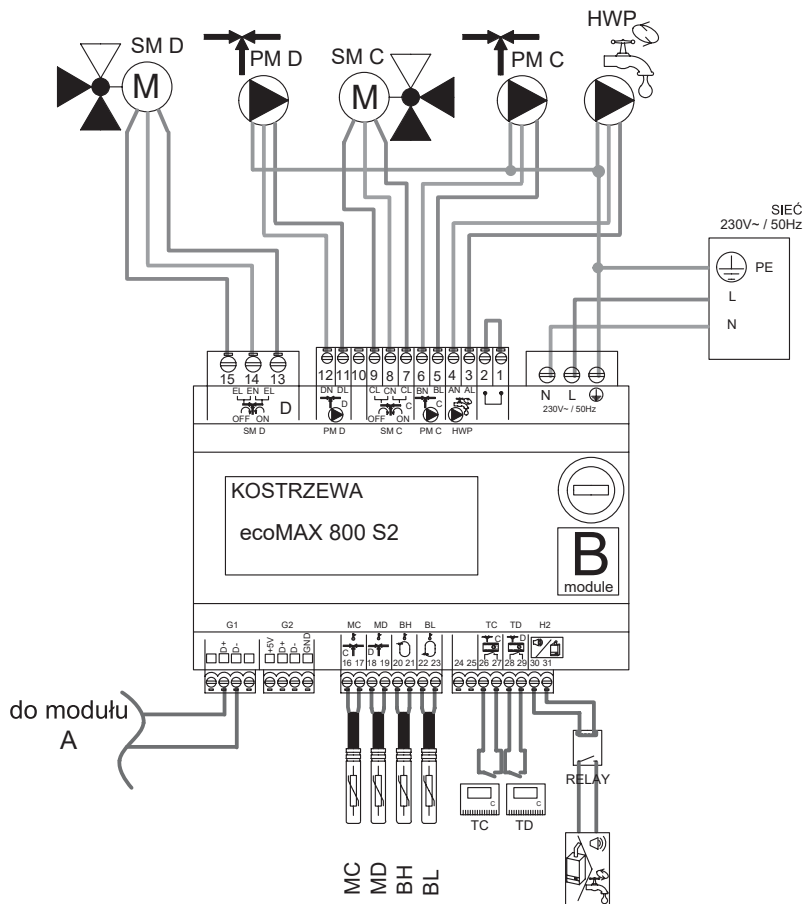 SM D
PM D
SM C
PM C
HWP
M
M
SIEĆ
230V~ / 50Hz
PE
L
N
15 14 13
12 11 10 9 8 7 6 5 4 3 2 1
EL EN EL
D
OFF ON
SM D
DN DL
D
PM D
CL CN CL
C
OFF ON
SM C
BN BL
C
PM C
AN AL
HWP
N L
230V~ / 50Hz
KOSTRZEWA
ecoMAX 800 S2
B
module
G1 G2 MC MD BH BL TC TD H2
D+ D-
+5V D+ D- GND
C D C D
16 17 18 19 20 21 22 23 24 25 26 27 28 29 30 31
do modułu
A
RELAY
C
C
TC
TD
MC
MD
BH
BL